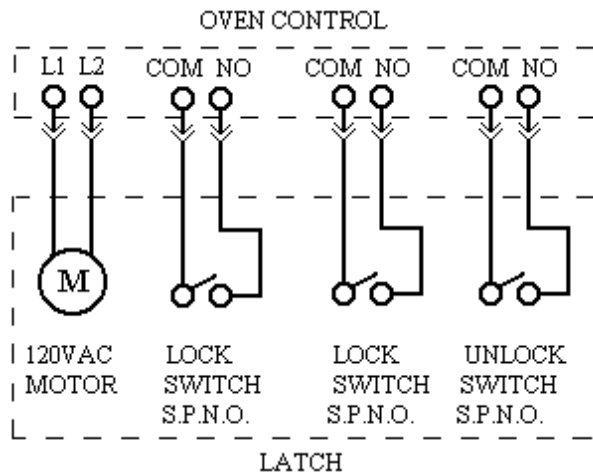 OVEN CONTROL
L1 L2 COM NO COM NO COM NO
M
120VAC LOCK LOCK UNLOCK
MOTOR SWITCH SWITCH SWITCH
S.P.N.O. S.P.N.O. S.P.N.O.
LATCH